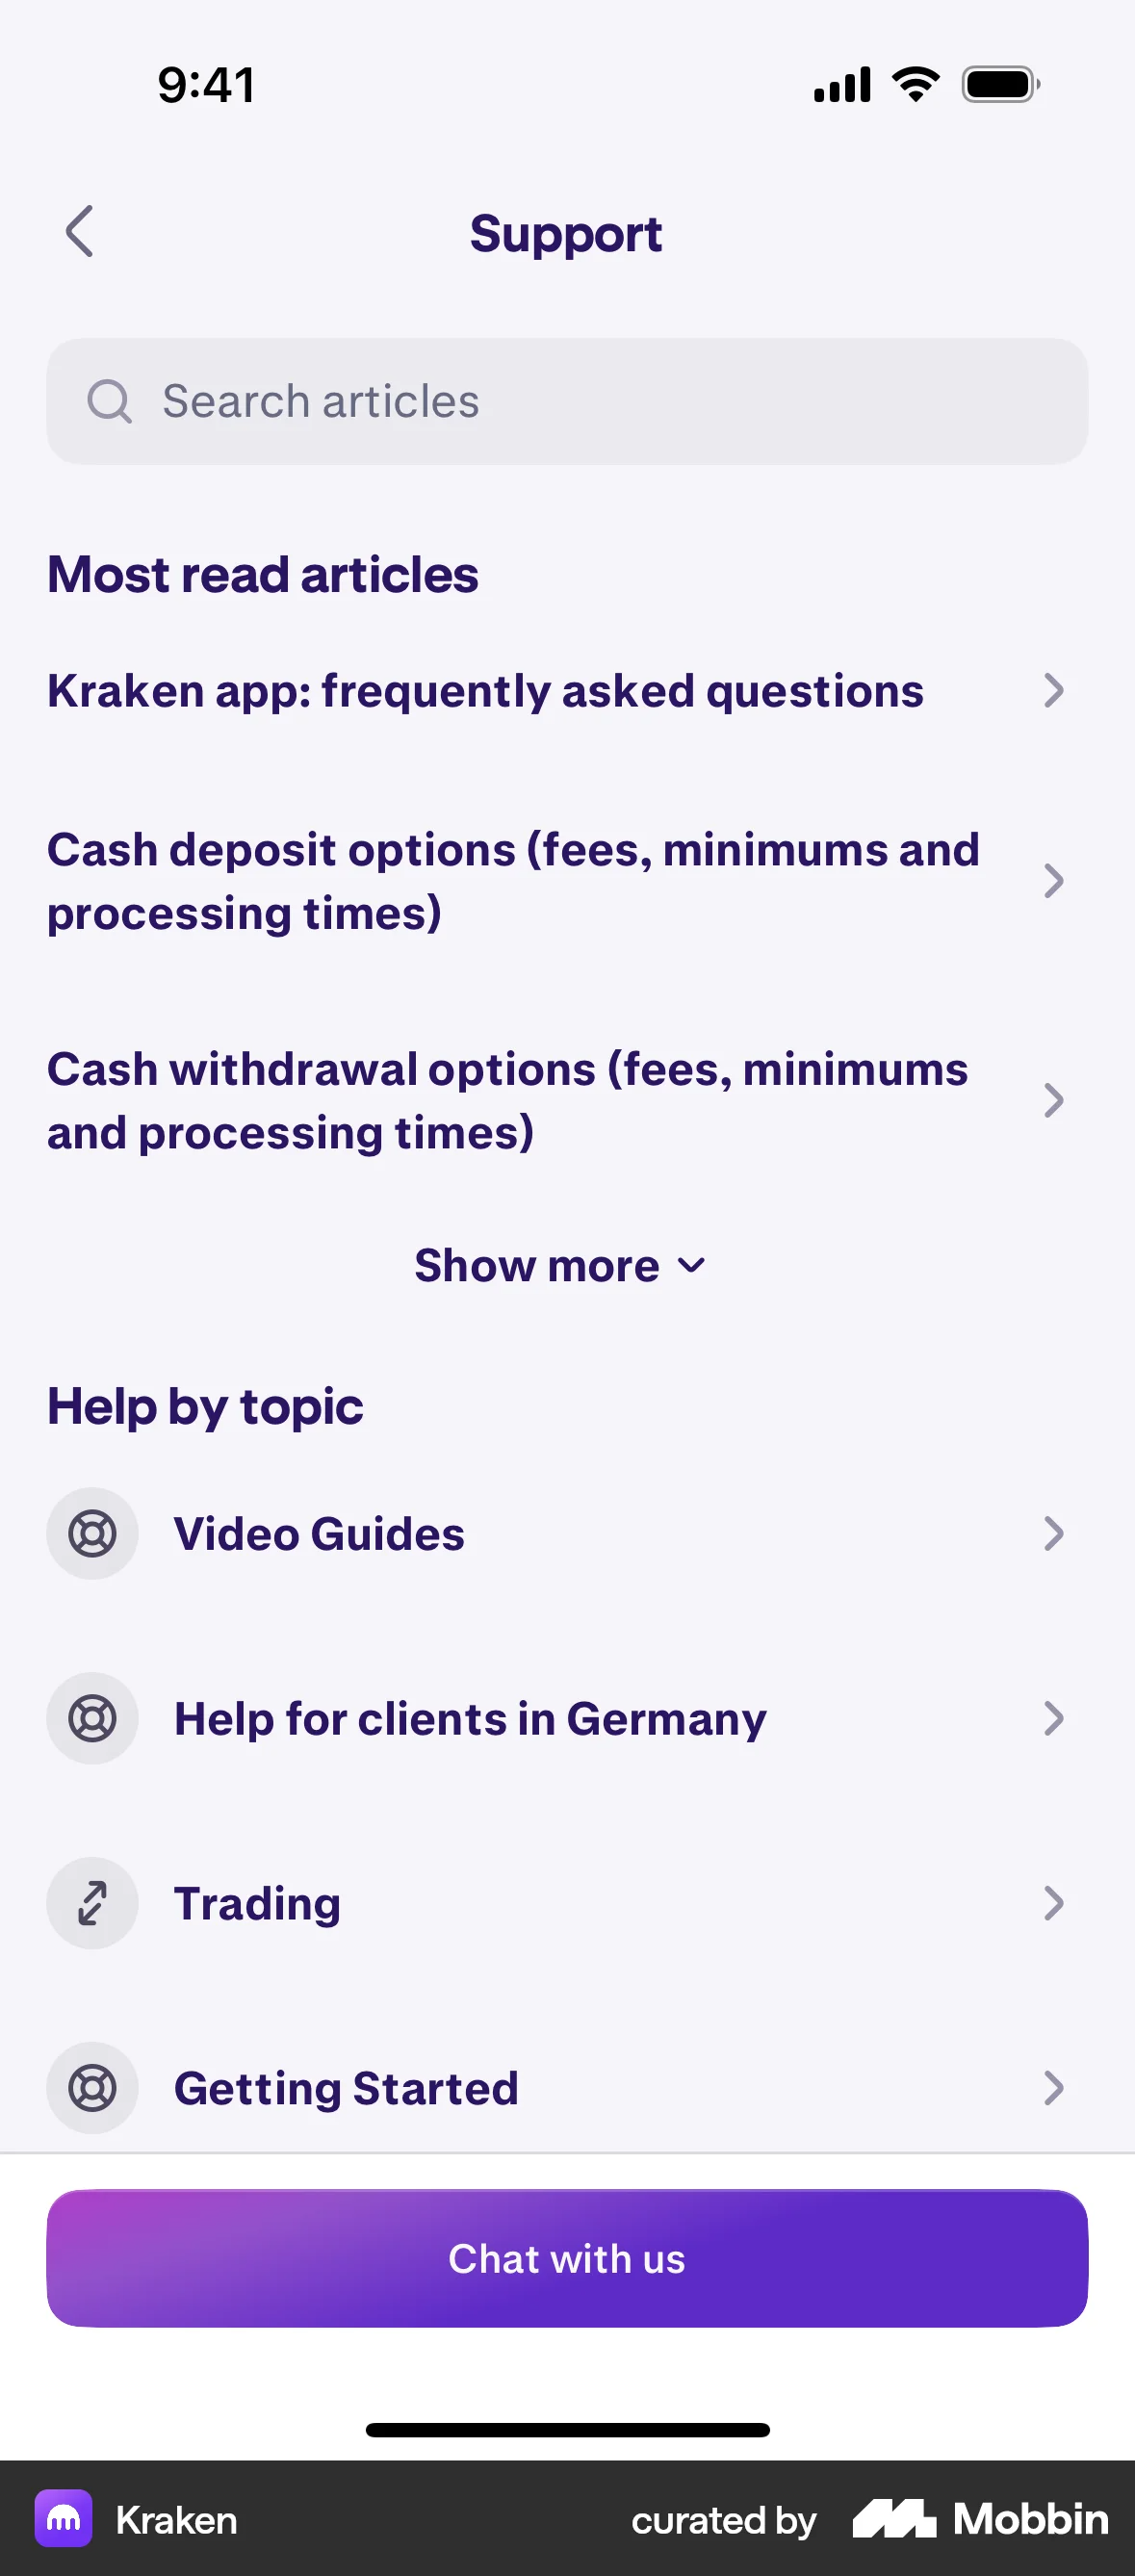 9:41
Support
Search articles
Most read articles
Kraken app: frequently asked questions
Cash deposit options (fees, minimums and
processing times)
Cash withdrawal options (fees, minimums
and processing times)
Show more
Help by topic
Video Guides
Help for clients in Germany
Trading
Getting Started
Chat with us
Kraken
curated by Mobbin